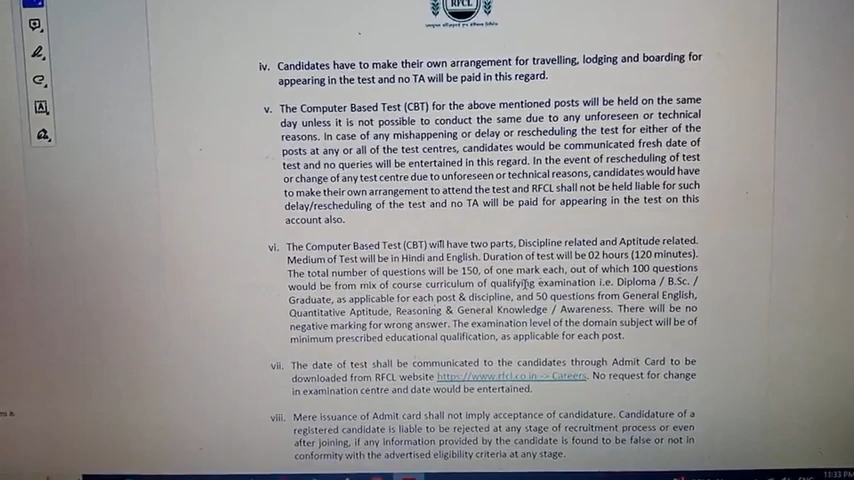 RFCL
iv. Candidates have to make their own arrangement for travelling, lodging and boarding for
appearing in the test and no TA will be paid in this regard.
v. The Computer Based Test (CBT) for the above mentioned posts will be held on the same
day unless it is not possible to conduct the same due to any unforeseen or technical
reasons. In case of any mishappening or delay or rescheduling the test for either of the
posts at any or all of the test centres, candidates would be communicated fresh date of
test and no queries will be entertained in this regard. In the event of rescheduling of test
or change of any test centre due to unforeseen or technical reasons, candidates would have
to make their own arrangement to attend the test and RFCL shall not be held liable for such
delay/rescheduling of the test and no TA will be paid for appearing in the test on this
account also.
vi. The Computer Based Test (CBT) will have two parts, Discipline related and Aptitude related.
Medium of Test will be in Hindi and English. Duration of test will be 02 hours (120 minutes).
The total number of questions will be 150, of one mark each, out of which 100 questions
would be from mix of course curriculum of qualifying examination i.e. Diploma / B.Sc. /
Graduate, as applicable for each post & discipline, and 50 questions from General English,
Quantitative Aptitude, Reasoning & General Knowledge / Awareness. There will be no
negative marking for wrong answer. The examination level of the domain subject will be of
minimum prescribed educational qualification, as applicable for each post.
vii. The date of test shall be communicated to the candidates through Admit Card to be
downloaded from RFCL website https://www.rfcl.co.in -> Careers. No request for change
in examination centre and date would be entertained.
viii. Mere issuance of Admit card shall not imply acceptance of candidature. Candidature of a
registered candidate is liable to be rejected at any stage of recruitment process or even
after joining, if any information provided by the candidate is found to be false or not in
conformity with the advertised eligibility criteria at any stage.
ENG
11:33 PM